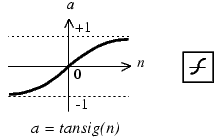 a
+1
n
0
-1
a = tansig(n)